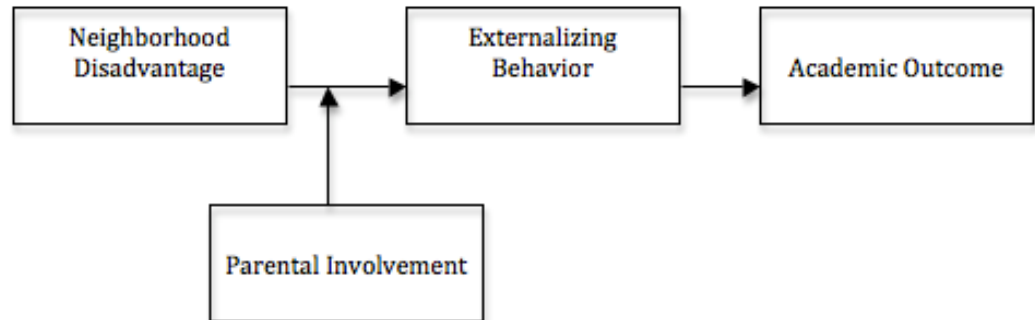 Neighborhood
Disadvantage
Externalizing
Behavior
Academic Outcome
Parental Involvement